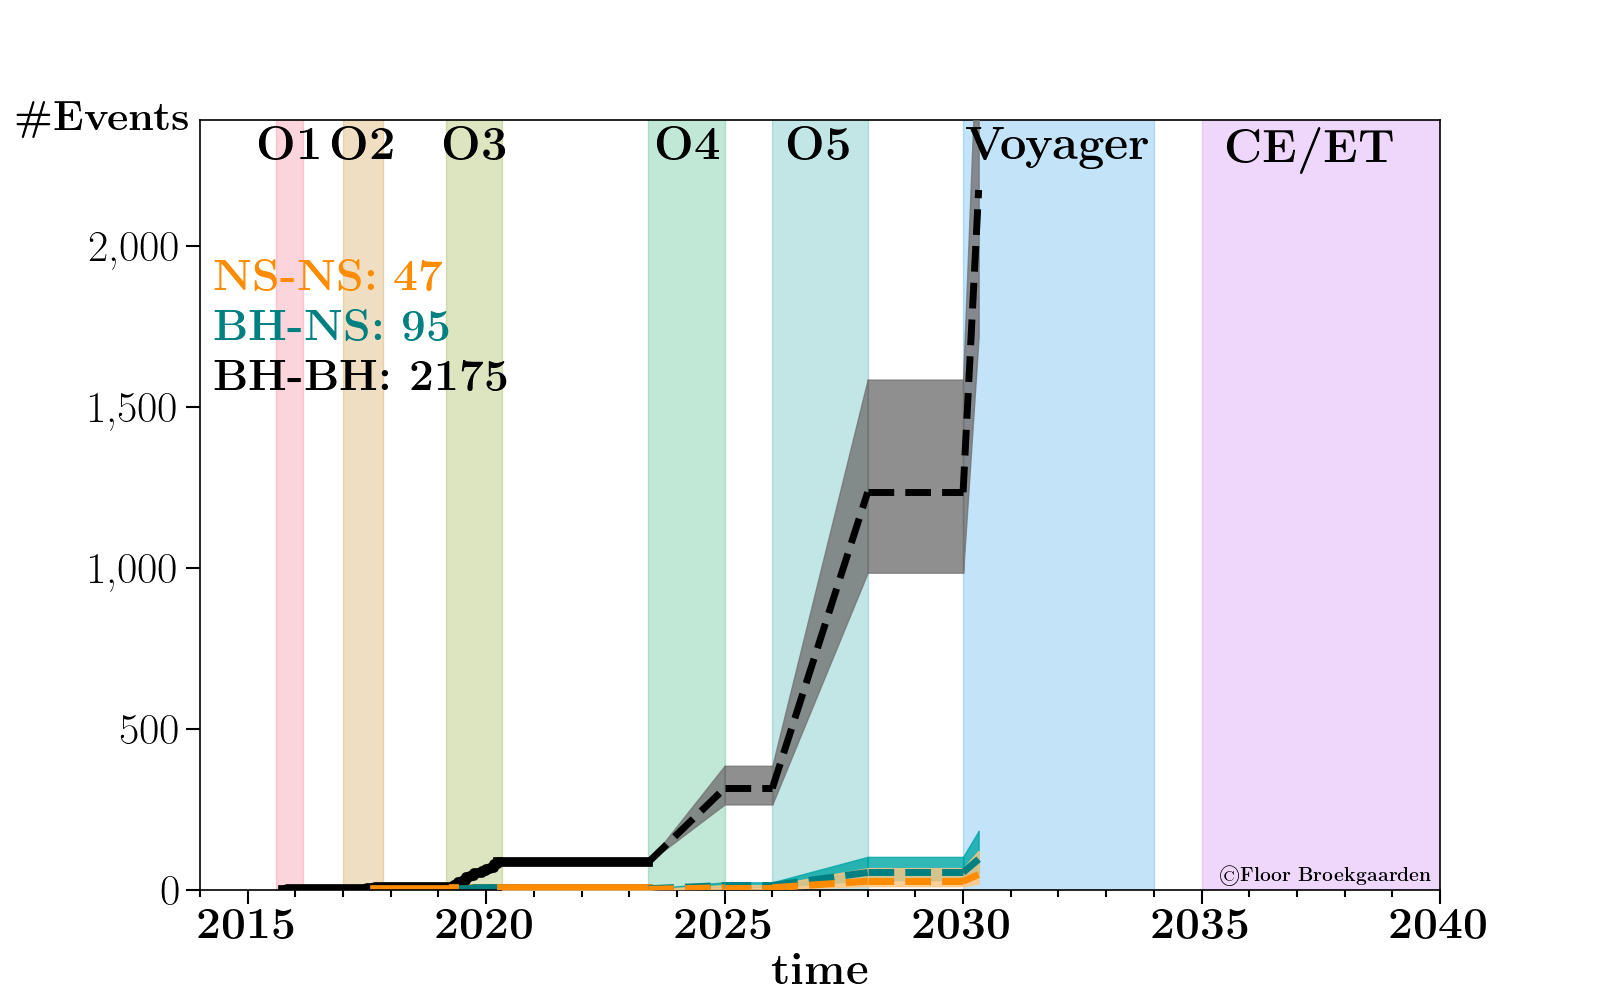 #Events
O1 O2 O3 O4 O5 Voyager CE/ET
2,000
NS-NS: 47
BH-NS: 95
BH-BH: 2175
1,500
1,000
500
©Floor Broekgaarden
0
2015 2020 2025 2030 2035 2040
time